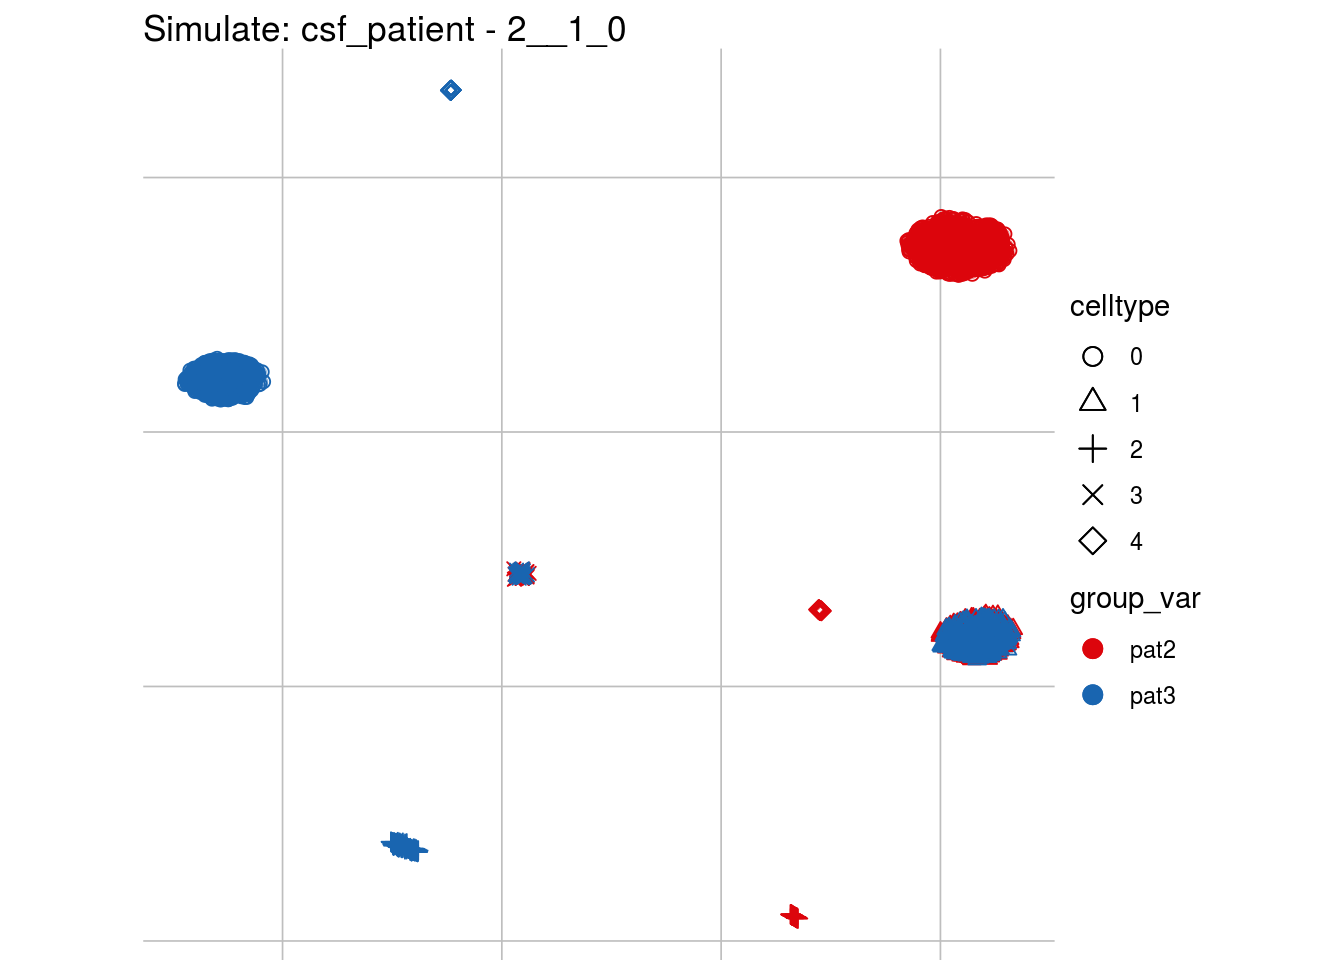 Simulate: csf_patient - 2__1_0
celltype
0
1
2
3
4
group_var
pat2
pat3